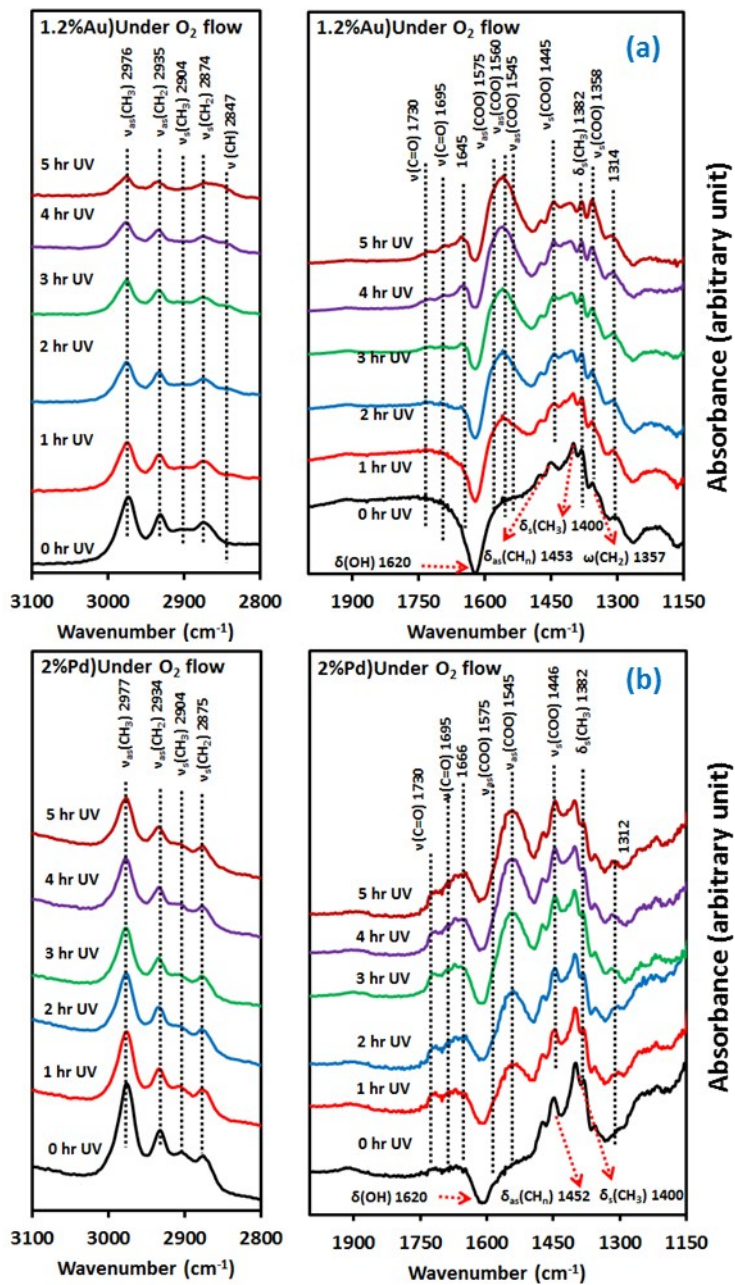 1.2%Au)Under O₂ flow
νas(CH₃) 2976
νas(CH₂) 2935
νs(CH₃) 2904
νs(CH₂) 2874
ν (CH) 2847
5 hr UV
4 hr UV
3 hr UV
2 hr UV
1 hr UV
0 hr UV
3100 3000 2900 2800
Wavenumber (cm⁻¹)
1.2%Au)Under O₂ flow
(a)
ν(C=O) 1730
ν(C=O) 1695
1645
νas(COO) 1575
νas(COO) 1560
νas(COO) 1545
νs(COO) 1445
δs(CH₃) 1382
νs(COO) 1358
1314
5 hr UV
4 hr UV
3 hr UV
2 hr UV
1 hr UV
0 hr UV
δs(CH₃) 1400
δ(OH) 1620
δas(CHn) 1453
ω(CH₂) 1357
1900 1750 1600 1450 1300 1150
Wavenumber (cm⁻¹)
Absorbance (arbitrary unit)
2%Pd)Under O₂ flow
νas(CH₃) 2977
νas(CH₂) 2934
νs(CH₃) 2904
νs(CH₂) 2875
5 hr UV
4 hr UV
3 hr UV
2 hr UV
1 hr UV
0 hr UV
3100 3000 2900 2800
Wavenumber (cm⁻¹)
2%Pd)Under O₂ flow
(b)
ν(C=O) 1730
ν(C=O) 1695
1666
νas(COO) 1575
νas(COO) 1545
νs(COO) 1446
δs(CH₃) 1382
1312
5 hr UV
4 hr UV
3 hr UV
2 hr UV
1 hr UV
0 hr UV
δ(OH) 1620
δas(CHn) 1452
δs(CH₃) 1400
1900 1750 1600 1450 1300 1150
Wavenumber (cm⁻¹)
Absorbance (arbitrary unit)